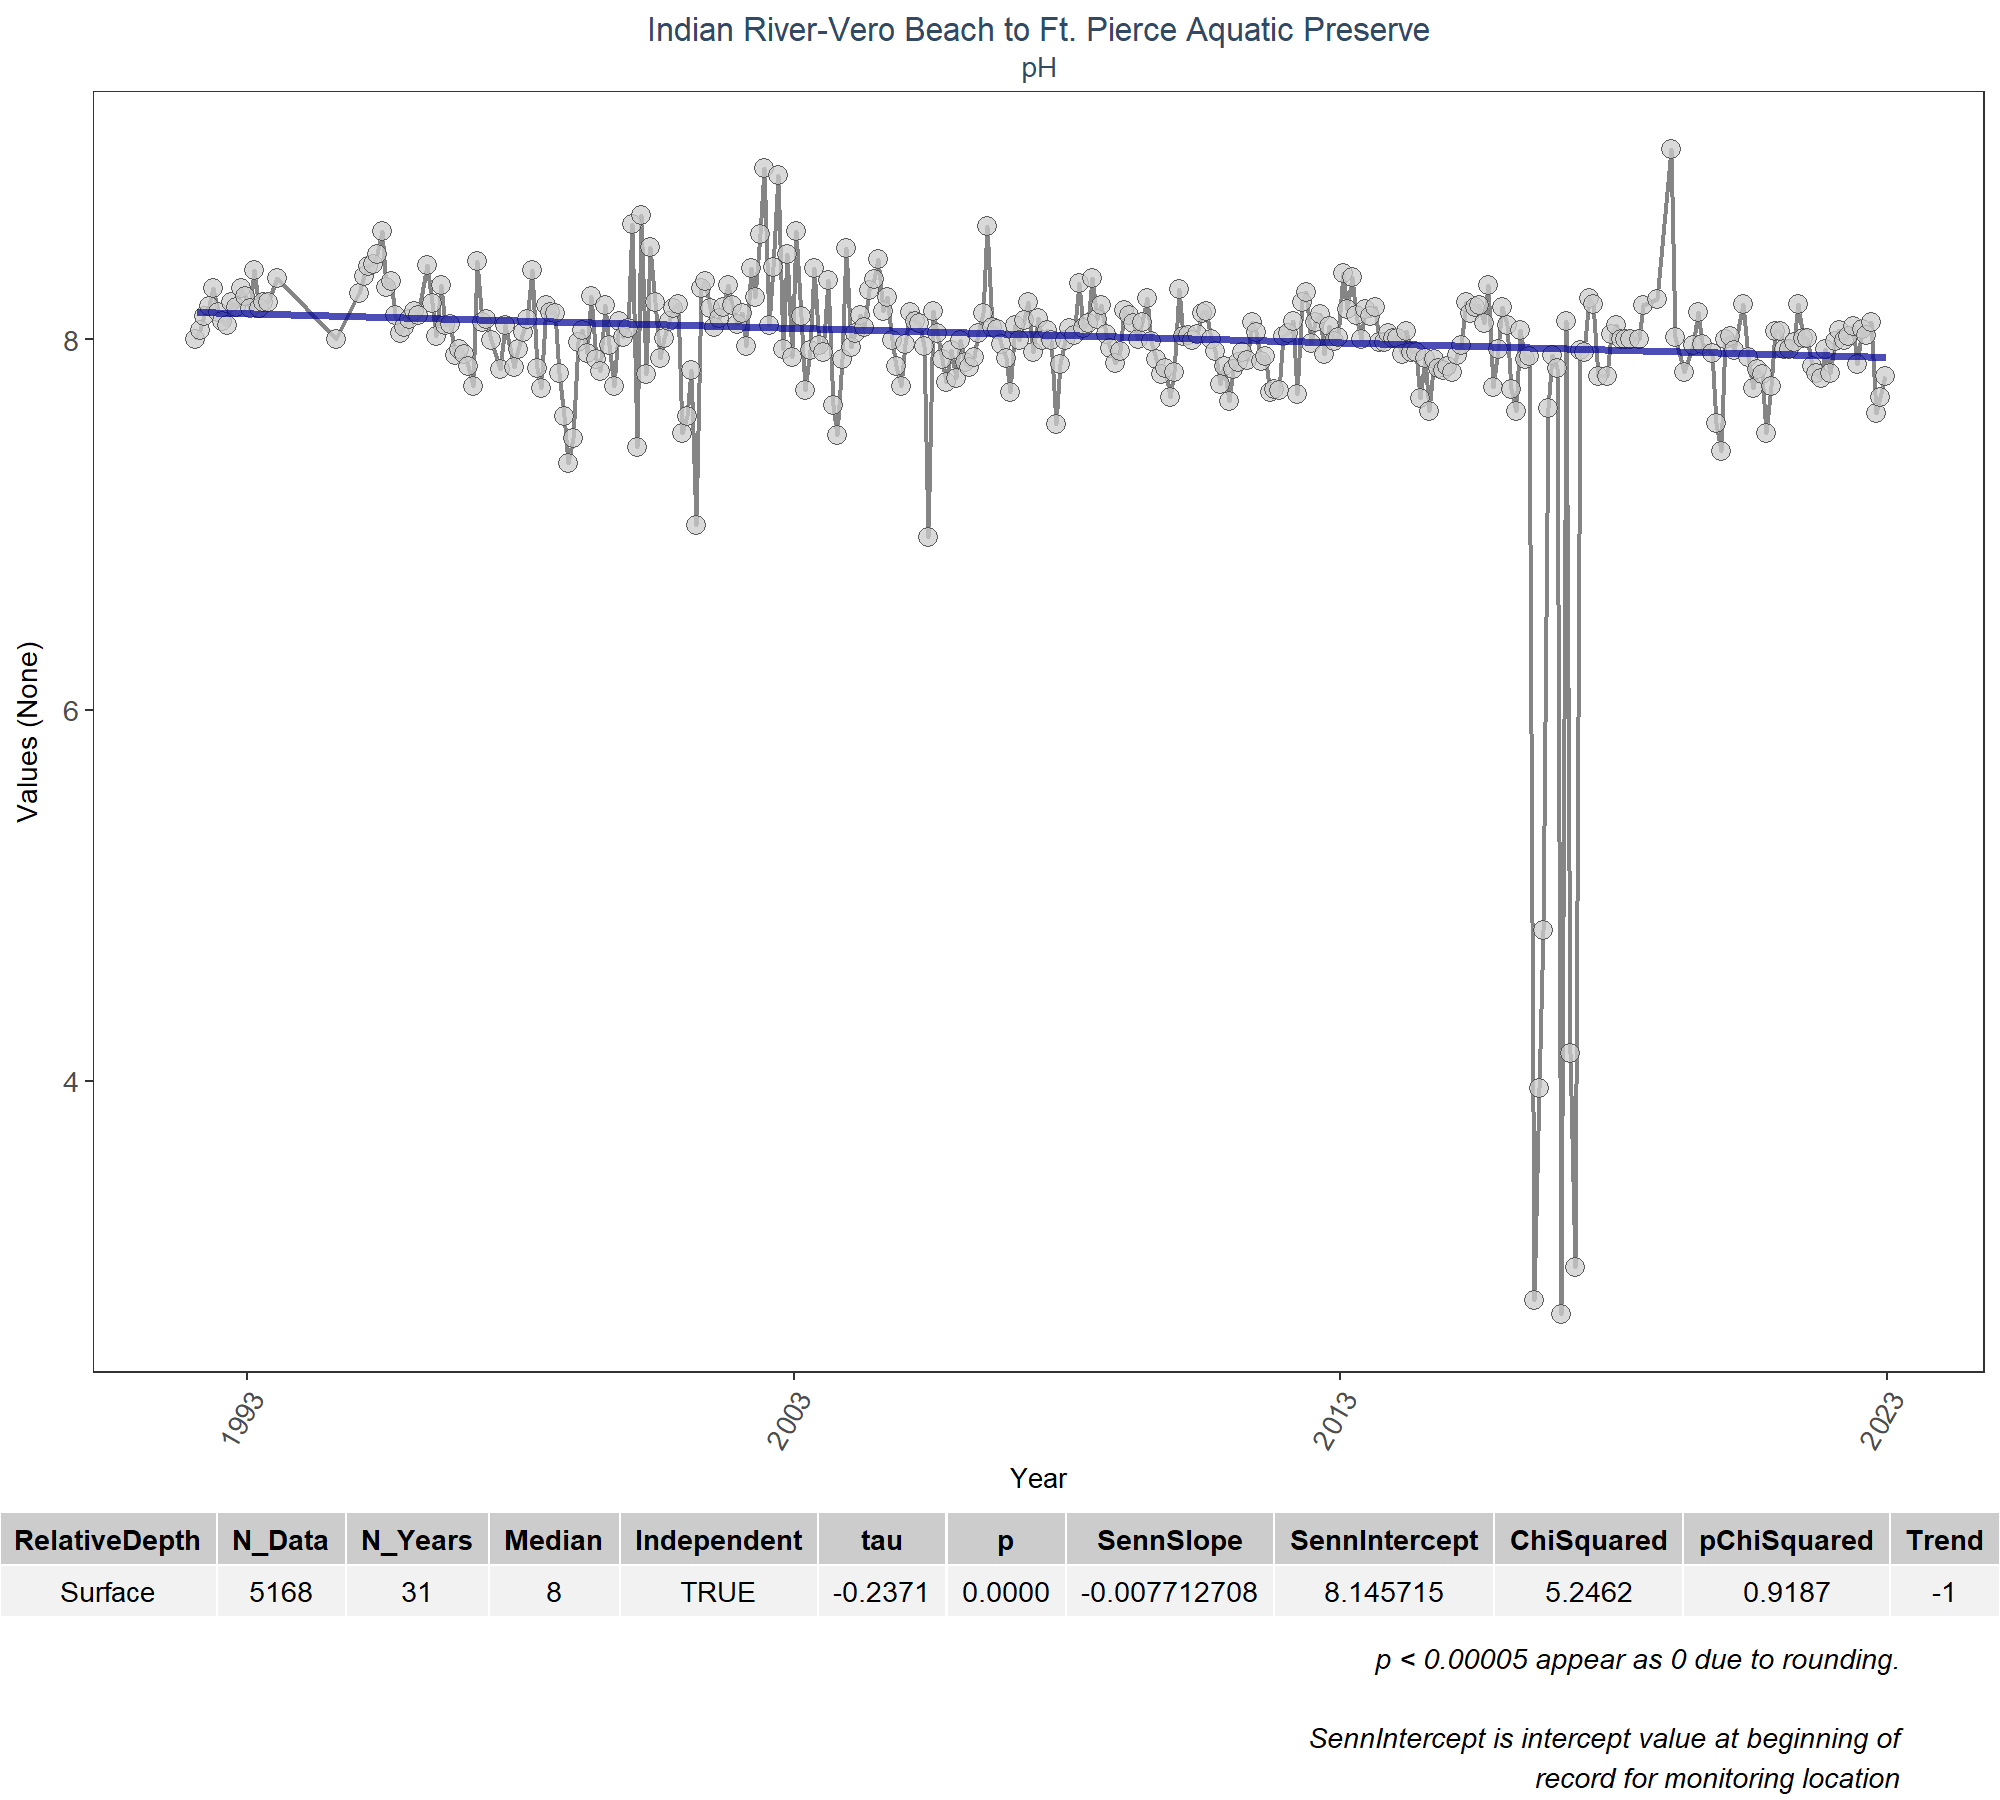 Indian River-Vero Beach to Ft. Pierce Aquatic Preserve
pH
Values (None)
8
6
4
1993
2003
2013
2023
Year
RelativeDepth N_Data N_Years Median Independent tau p SennSlope SennIntercept ChiSquared pChiSquared Trend
Surface 5168 31 8 TRUE -0.2371 0.0000 -0.007712708 8.145715 5.2462 0.9187 -1
p < 0.00005 appear as 0 due to rounding.
SennIntercept is intercept value at beginning of
record for monitoring location